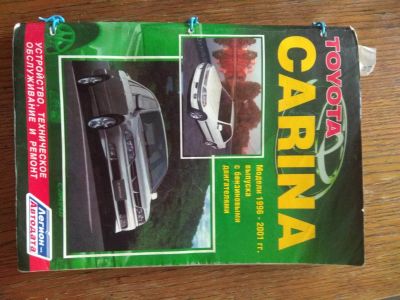 TOYOTA
CARINA
Модели 1996 - 2001 гг.
выпуска
с бензиновыми
двигателями
УСТРОЙСТВО, ТЕХНИЧЕСКОЕ
ОБСЛУЖИВАНИЕ И РЕМОНТ
Легион-
Автодата